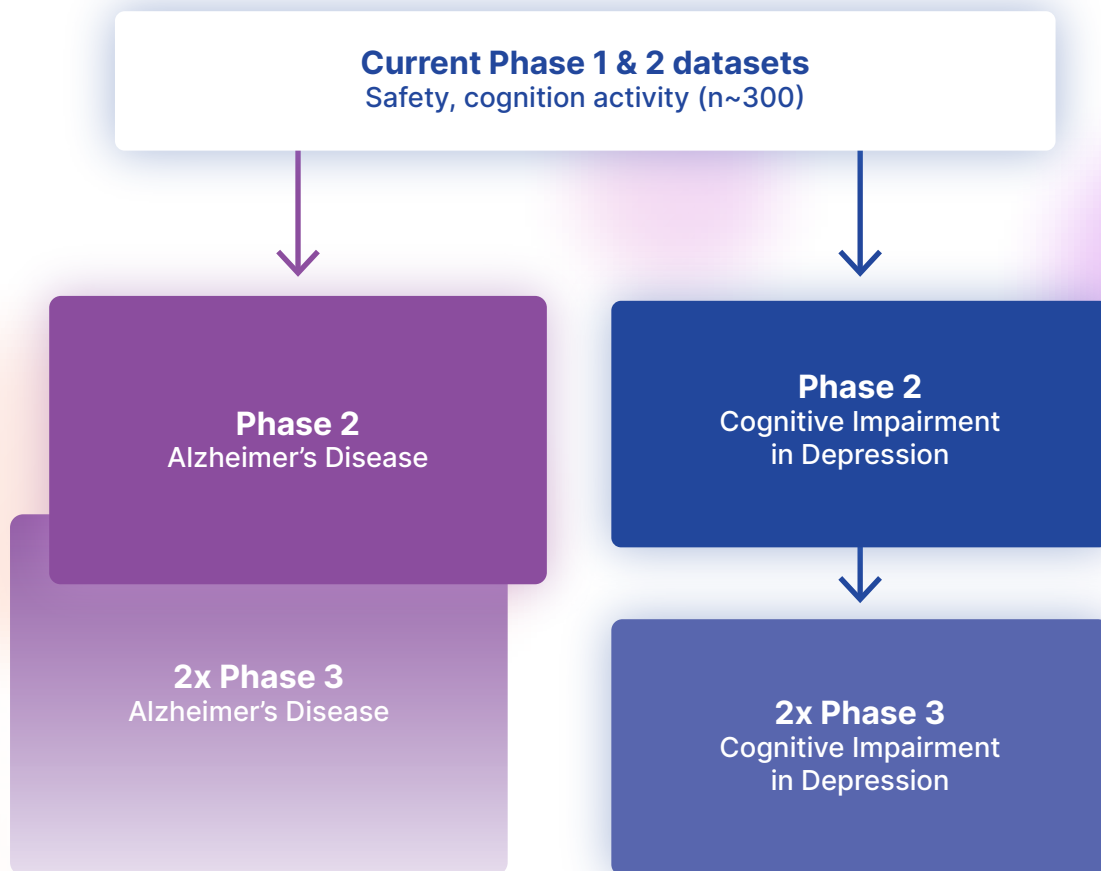 Current Phase 1 & 2 datasets
Safety, cognition activity (n~300)
Phase 2
Alzheimer’s Disease
2x Phase 3
Alzheimer’s Disease
Phase 2
Cognitive Impairment
in Depression
2x Phase 3
Cognitive Impairment
in Depression